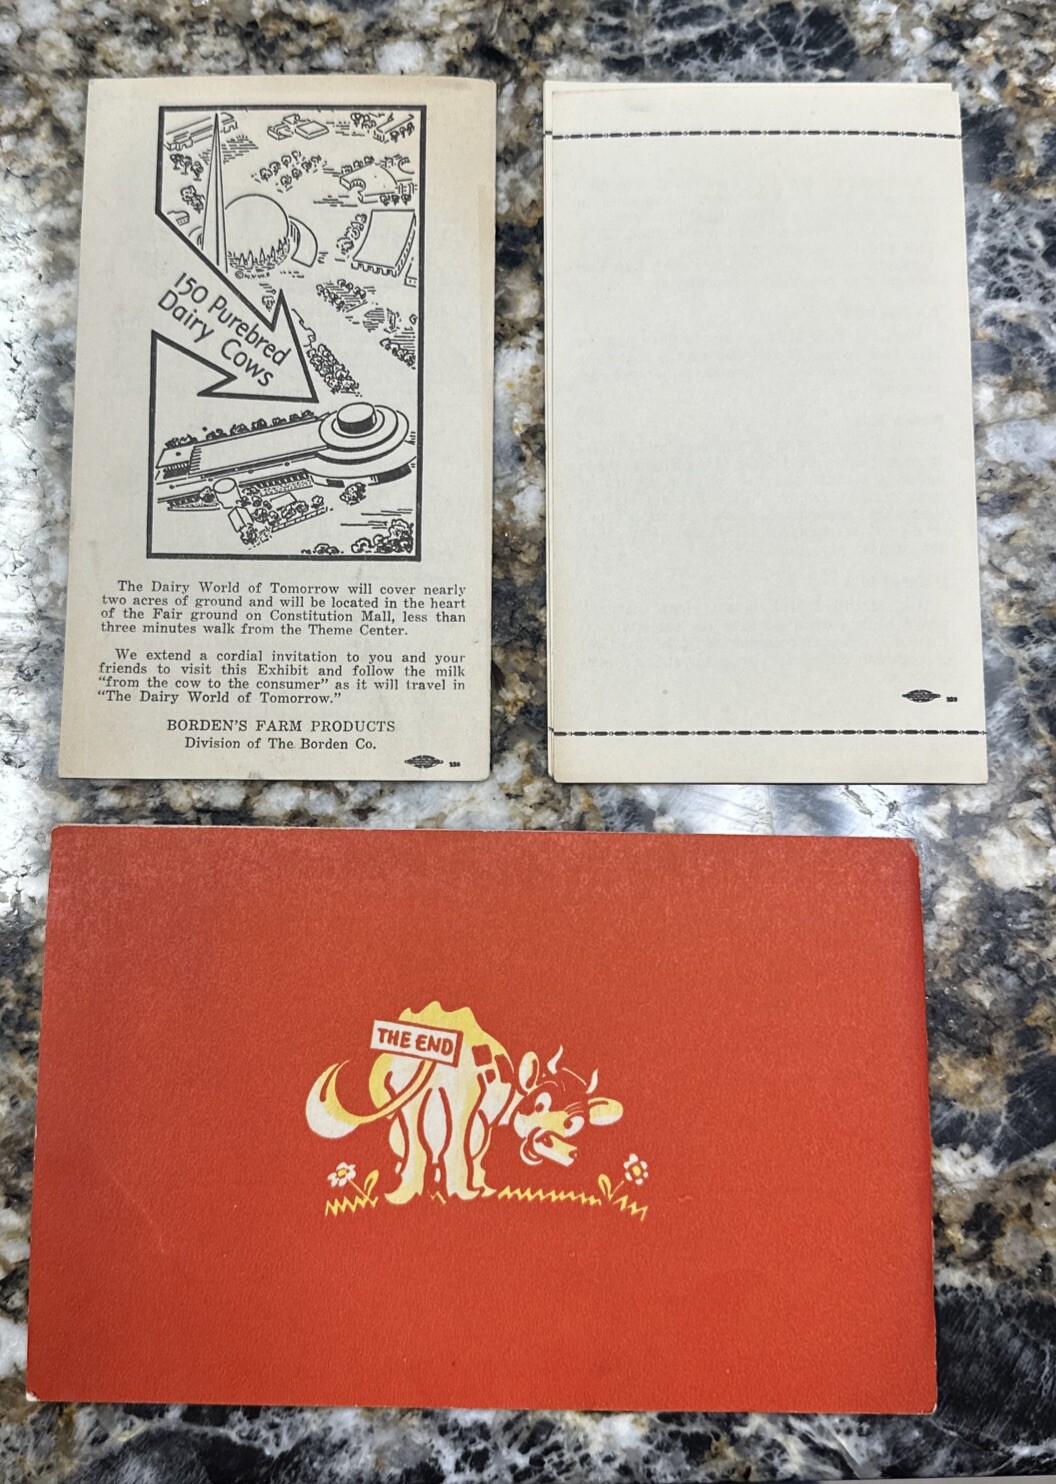 ©N.Y.W.F.
150 Purebred
Dairy Cows
The Dairy World of Tomorrow will cover nearly
two acres of ground and will be located in the heart
of the Fair ground on Constitution Mall, less than
three minutes walk from the Theme Center.
We extend a cordial invitation to you and your
friends to visit this Exhibit and follow the milk
“from the cow to the consumer” as it will travel in
“The Dairy World of Tomorrow.”
BORDEN'S FARM PRODUCTS
Division of The Borden Co.
THE END